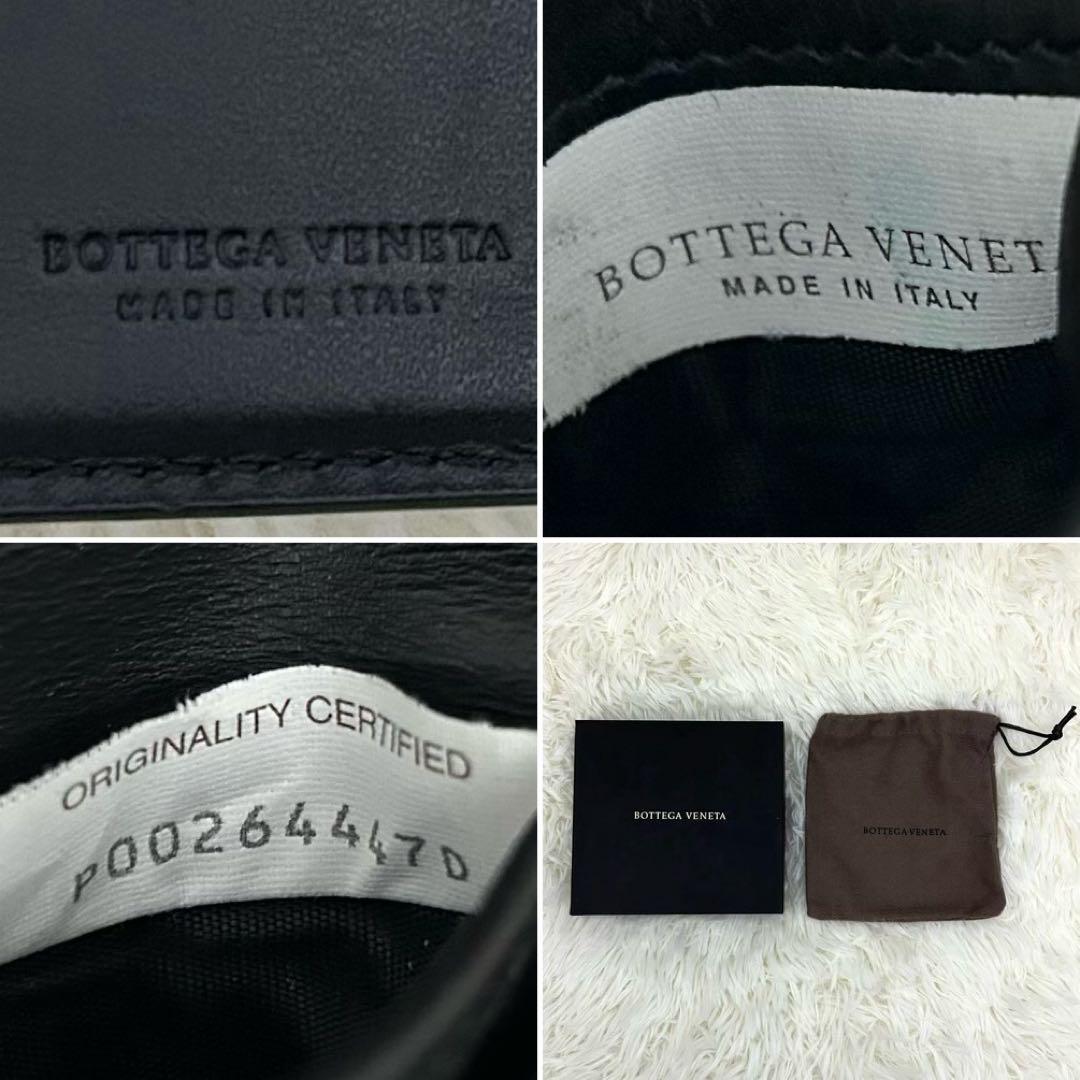 BOTTEGA VENETA
MADE IN ITALY
BOTTEGA VENET
MADE IN ITALY
ORIGINALITY CERTIFIED
P00264447D
BOTTEGA VENETA
BOTTEGA VENETA